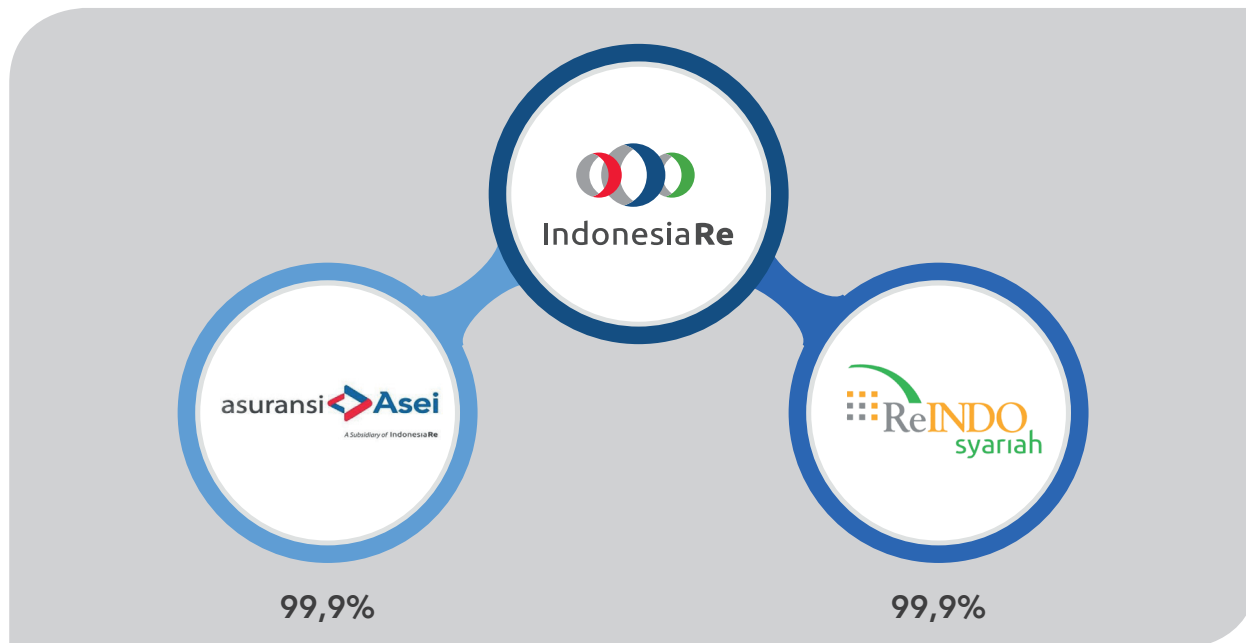 IndonesiaRe
asuransi Asei
A Subsidiary of IndonesiaRe
ReINDO
syariah
99,9%
99,9%